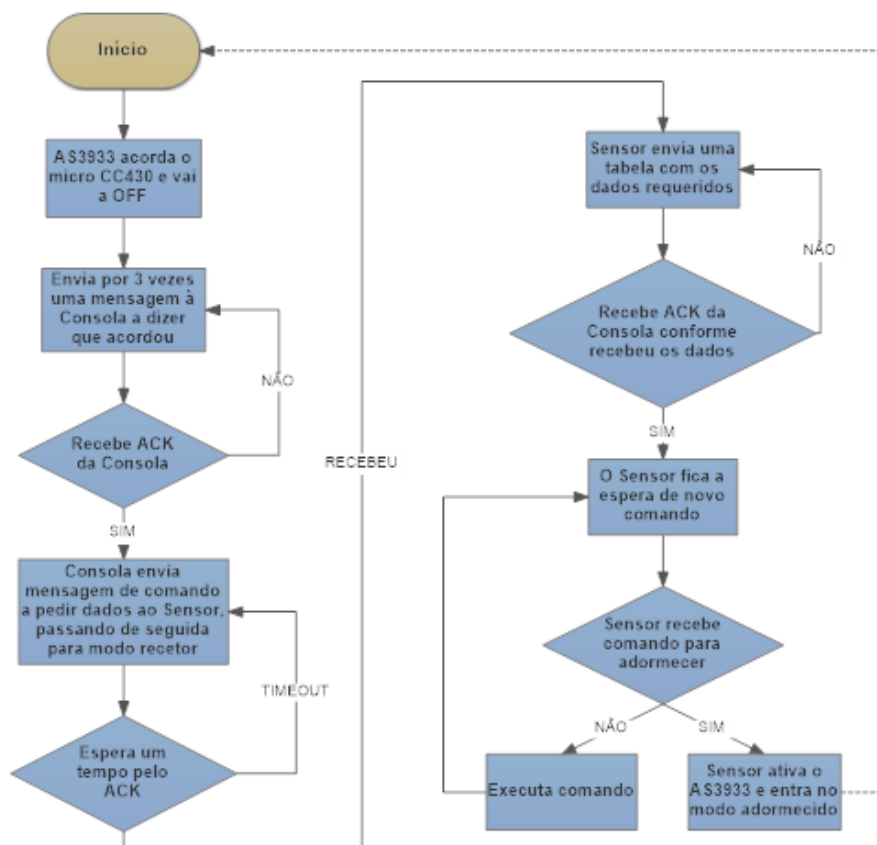 Início
AS3933 acorda o
micro CC430 e vai
a OFF
Envia por 3 vezes
uma mensagem à
Consola a dizer
que acordou
NÃO
Recebe ACK
da Consola
SIM
Consola envia
mensagem de comando
a pedir dados ao Sensor,
passando de seguida
para modo recetor
TIMEOUT
Espera um
tempo pelo
ACK
RECEBEU
Sensor envia uma
tabela com os
dados requeridos
NÃO
Recebe ACK da
Consola conforme
recebeu os dados
SIM
O Sensor fica a
espera de novo
comando
Sensor recebe
comando para
adormecer
NÃO
SIM
Executa comando
Sensor ativa o
AS3933 e entra no
modo adormecido